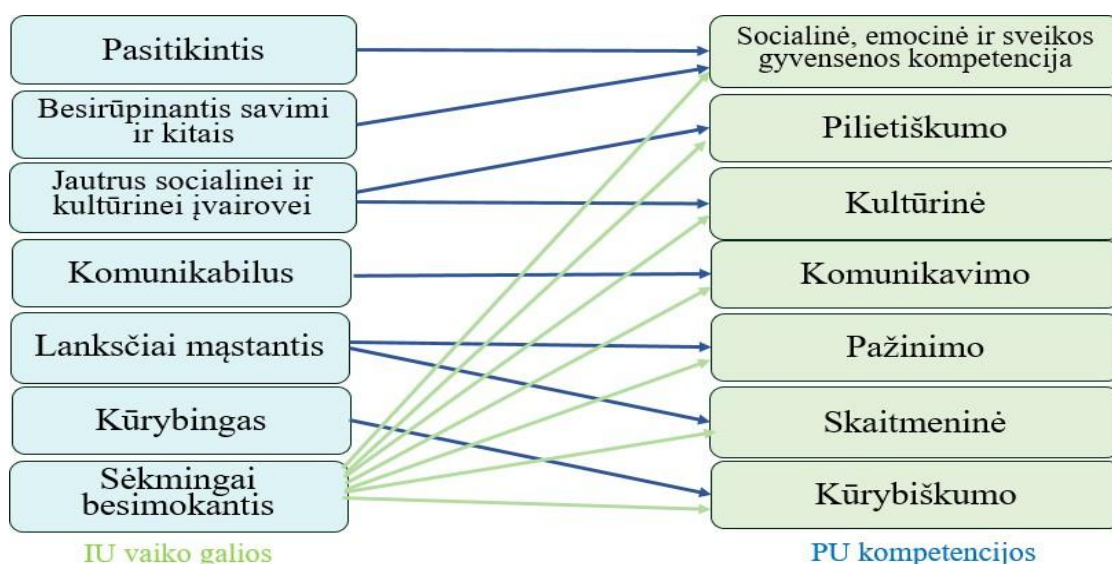 Pasitikintis
Besirūpinantis savimi
ir kitais
Jautrus socialinei ir
kultūrinei įvairovei
Komunikabilus
Lanksčiai mąstantis
Kūrybingas
Sėkmingai
besimokantis
IU vaiko galios
Socialinė, emocinė ir sveikos
gyvensenos kompetencija
Pilietiškumo
Kultūrinė
Komunikavimo
Pažinimo
Skaitmeninė
Kūrybiškumo
PU kompetencijos